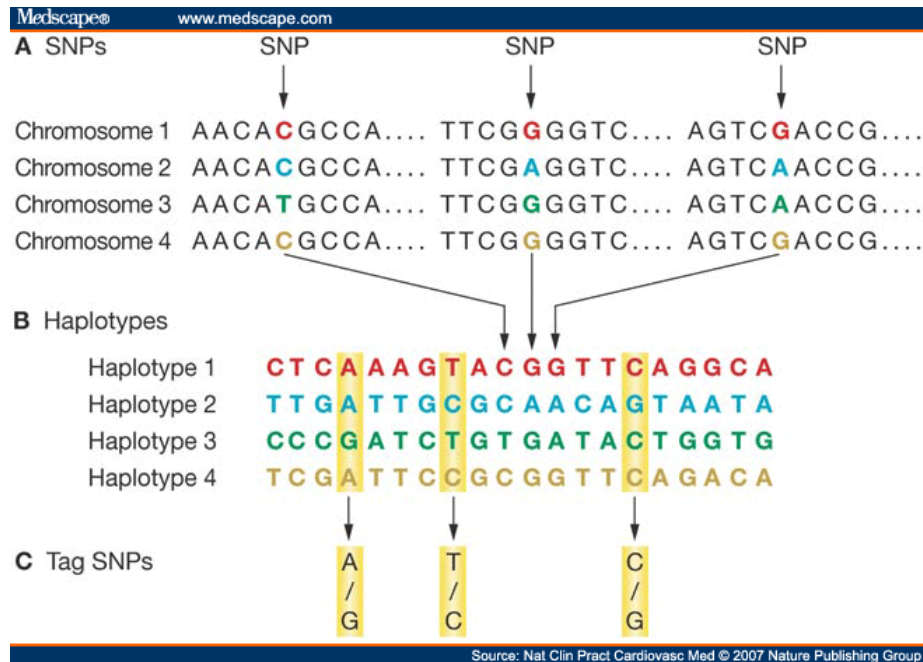 Medscape® www.medscape.com
A SNPs SNP SNP SNP
Chromosome 1 AACACGCCA.... TTCGGGGTC.... AGTCGACCG....
Chromosome 2 AACACGCCA.... TTCGAGGTC.... AGTCAACCG....
Chromosome 3 AACATGCCA.... TTCGGGGTC.... AGTCAACCG....
Chromosome 4 AACACGCCA.... TTCGGGGTC.... AGTCGACCG....
B Haplotypes
Haplotype 1 CTCAAAGTACGGTTCAGGCA
Haplotype 2 TTGATTGCGCAACAGTAATA
Haplotype 3 CCCGATCTGTGATACTGGTG
Haplotype 4 TCGATTCCGCGGTTCAGACA
C Tag SNPs A T C
/ / /
G C G
Source: Nat Clin Pract Cardiovasc Med © 2007 Nature Publishing Group